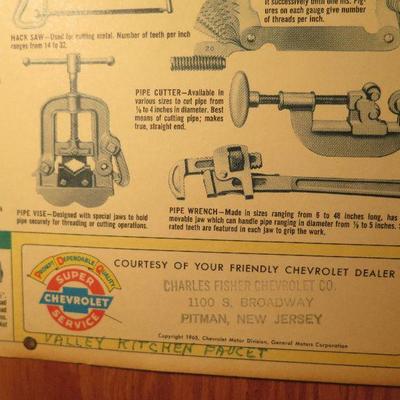 it successively until one fits. Fig-
ures on each gauge give number
of threads per inch.
HACK SAW—Used for cutting metal. Number of teeth per inch
ranges from 14 to 32.
20
PIPE CUTTER—Available in
various sizes to cut pipe from
⅛ to 4 inches in diameter. Best
means of cutting pipe; makes
true, straight end.
PIPE VISE—Designed with special jaws to hold
pipe securely for threading or cutting operations.
PIPE WRENCH—Made in sizes ranging from 6 to 48 inches long, has
movable jaw which can handle pipe ranging in diameter from ⅛ to 5 inches.
rated teeth are featured in each jaw to grip the work.
PROMPT DEPENDABLE QUALITY
SUPER
CHEVROLET
SERVICE
COURTESY OF YOUR FRIENDLY CHEVROLET DEALER
CHARLES FISHER CHEVROLET CO.
1100 S. BROADWAY
PITMAN, NEW JERSEY
Copyright 1965, Chevrolet Motor Division, General Motors Corporation
VALLEY KITCHEN FAUCET